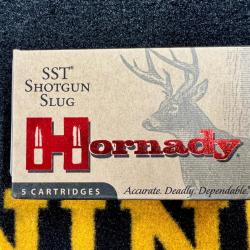 SST®
SHOTGUN
SLUG
Hornady
5 CARTRIDGES
Accurate. Deadly. Dependable.